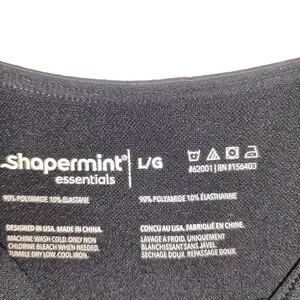 shapermint®
essentials
L/G
#62001 | RN #156403
90% POLYAMIDE 10% ELASTANE
90% POLYAMIDE 10% ÉLASTHANNE
DESIGNED IN USA. MADE IN CHINA.
MACHINE WASH COLD. ONLY NON
CHLORINE BLEACH WHEN NEEDED.
TUMBLE DRY LOW. COOL IRON.
CONÇU AUX USA. FABRIQUÉ EN CHINE.
LAVAGE À FROID. UNIQUEMENT
BLANCHISSANT SANS JAVEL
SÉCHAGE DOUX. REPASSAGE DOUX.